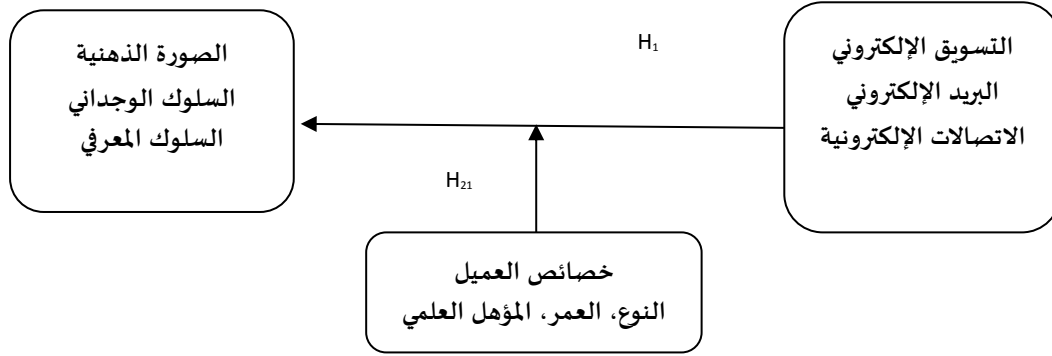 التسويق الإلكتروني
البريد الإلكتروني
الاتصالات الإلكترونية
H1
الصورة الذهنية
السلوك الوجداني
السلوك المعرفي
H21
خصائص العميل
النوع، العمر، المؤهل العلمي